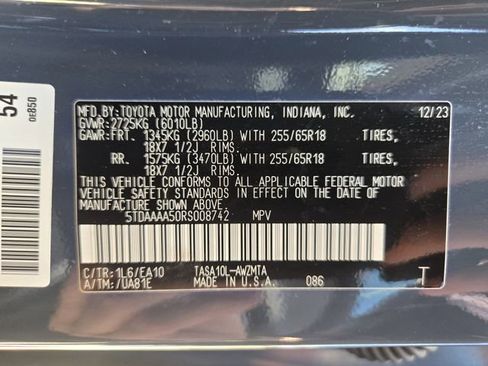 54
0E850
MFD. BY: TOYOTA MOTOR MANUFACTURING, INDIANA, INC. 12/23
GVWR: 2725KG (6010LB)
GAWR:FRT. 1345KG (2960LB) WITH 255/65R18 TIRES,
18X7 1/2J RIMS.
RR. 1575KG (3470LB) WITH 255/65R18 TIRES,
18X7 1/2J RIMS.
THIS VEHICLE CONFORMS TO ALL APPLICABLE FEDERAL MOTOR
VEHICLE SAFETY STANDARDS IN EFFECT ON THE DATE OF
MANUFACTURE SHOWN ABOVE.
5TDAAAA50RS008742 MPV
C/TR:1L6/EA10 TASA10L-AWZMTA
A/TM:/UA81E MADE IN U.S.A. 086 T